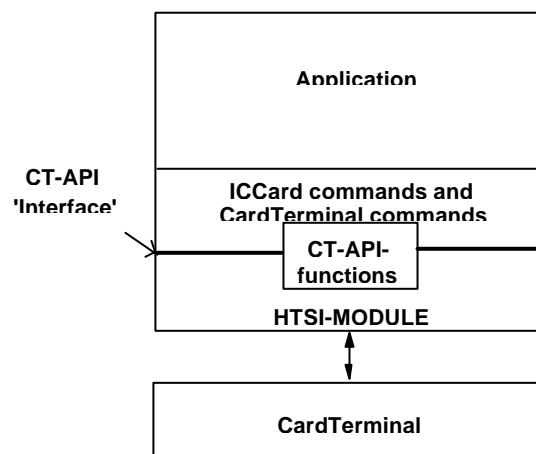 Application
CT-API
'Interface'
ICCard commands and
CardTerminal commands
CT-API-
functions
HTSI-MODULE
CardTerminal